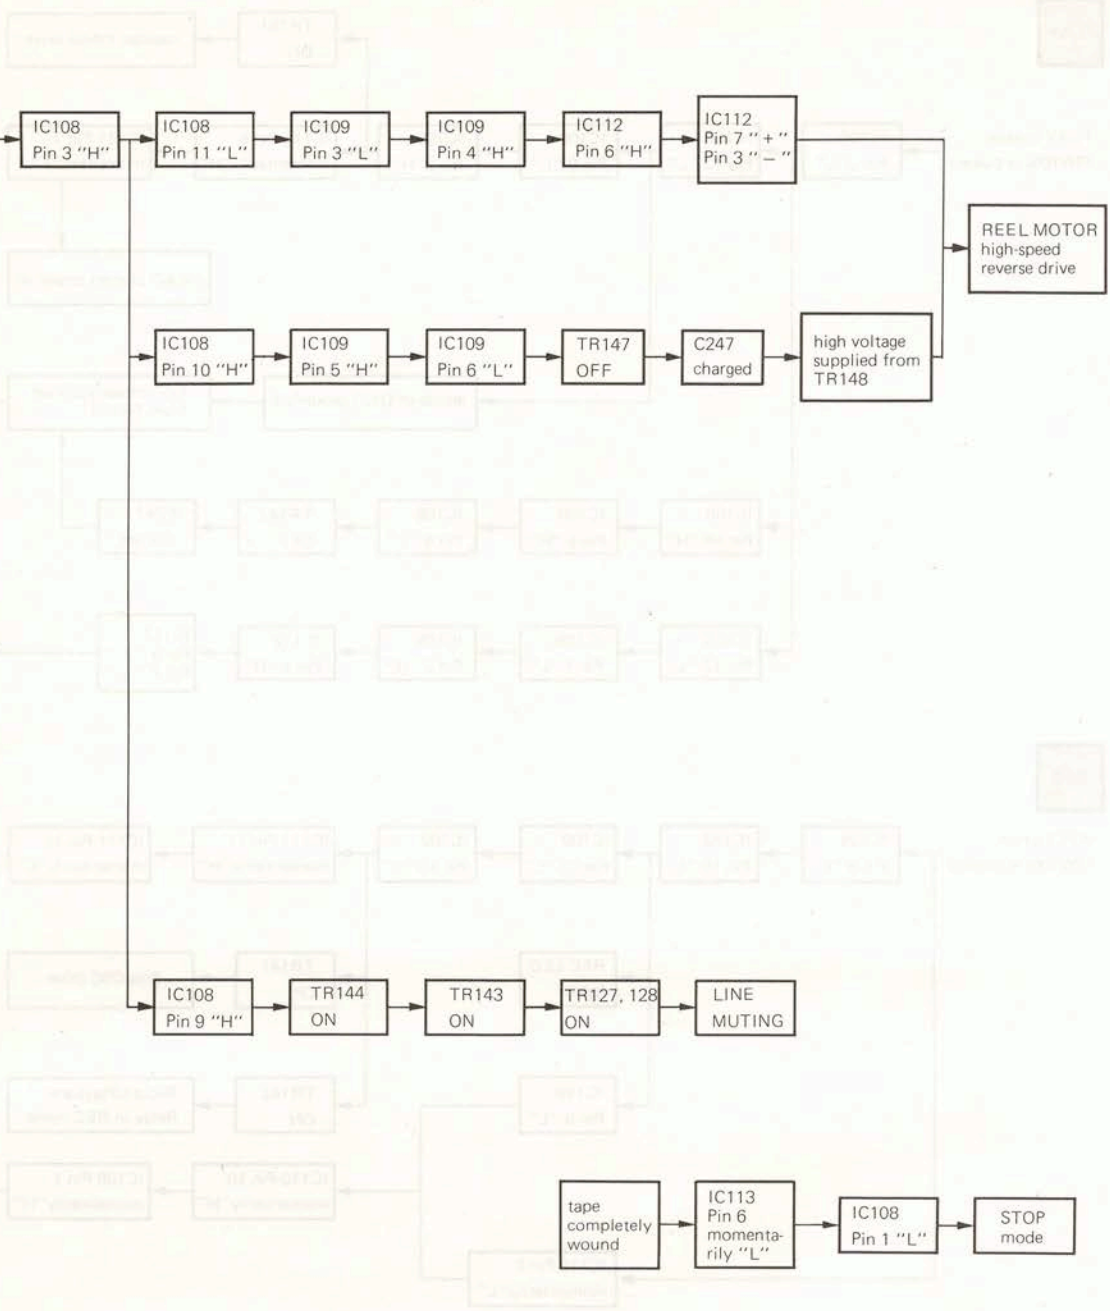 IC108
Pin 3 "H"
IC108
Pin 11 "L"
IC109
Pin 3 "L"
IC109
Pin 4 "H"
IC112
Pin 6 "H"
IC112
Pin 7 " + "
Pin 3 " − "
REEL MOTOR
high-speed
reverse drive
IC108
Pin 10 "H"
IC109
Pin 5 "H"
IC109
Pin 6 "L"
TR147
OFF
C247
charged
high voltage
supplied from
TR148
IC108
Pin 9 "H"
TR144
ON
TR143
ON
TR127, 128
ON
LINE
MUTING
tape
completely
wound
IC113
Pin 6
momenta-
rily "L"
IC108
Pin 1 "L"
STOP
mode